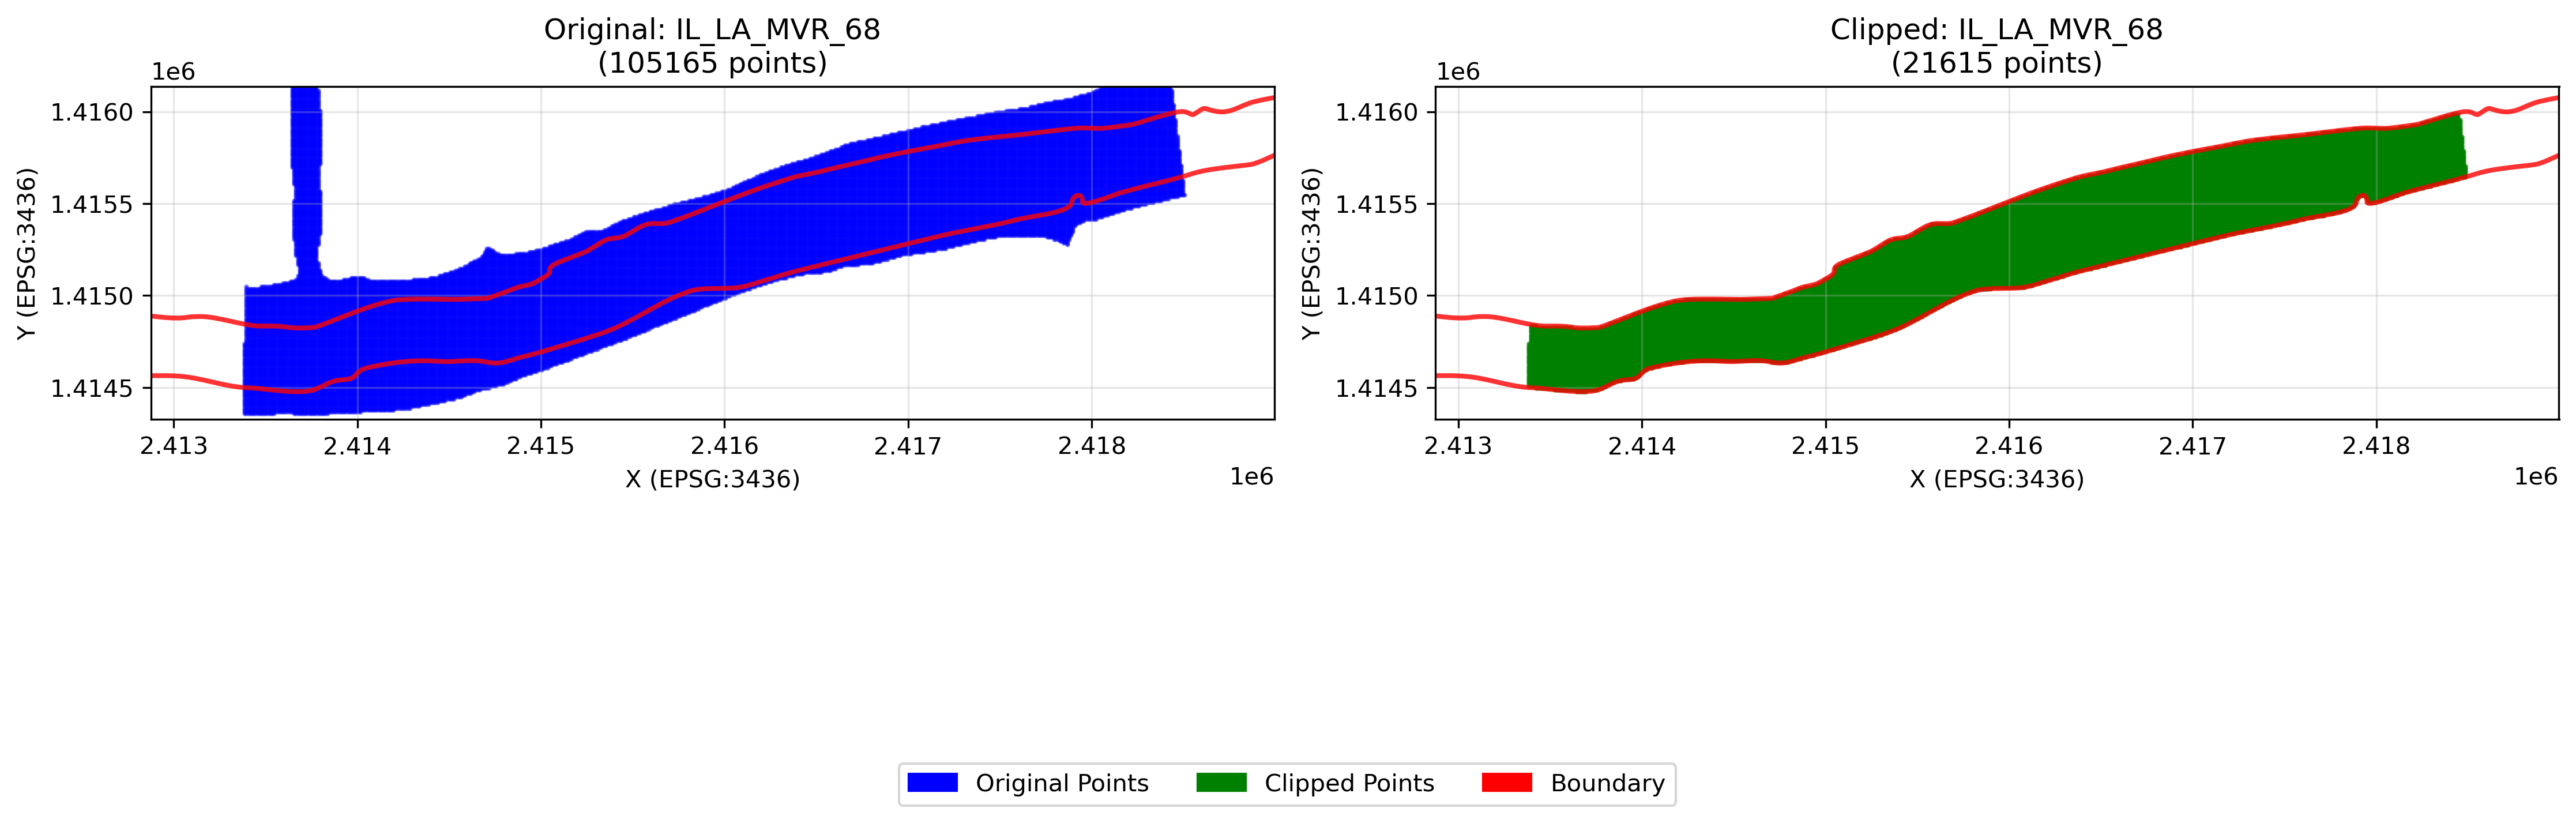 Original: IL_LA_MVR_68
(105165 points)
1e6
1.4160
1.4155
1.4150
1.4145
Y (EPSG:3436)
2.413 2.414 2.415 2.416 2.417 2.418
X (EPSG:3436)
1e6
Clipped: IL_LA_MVR_68
(21615 points)
1e6
1.4160
1.4155
1.4150
1.4145
Y (EPSG:3436)
2.413 2.414 2.415 2.416 2.417 2.418
X (EPSG:3436)
1e6
Original Points Clipped Points Boundary